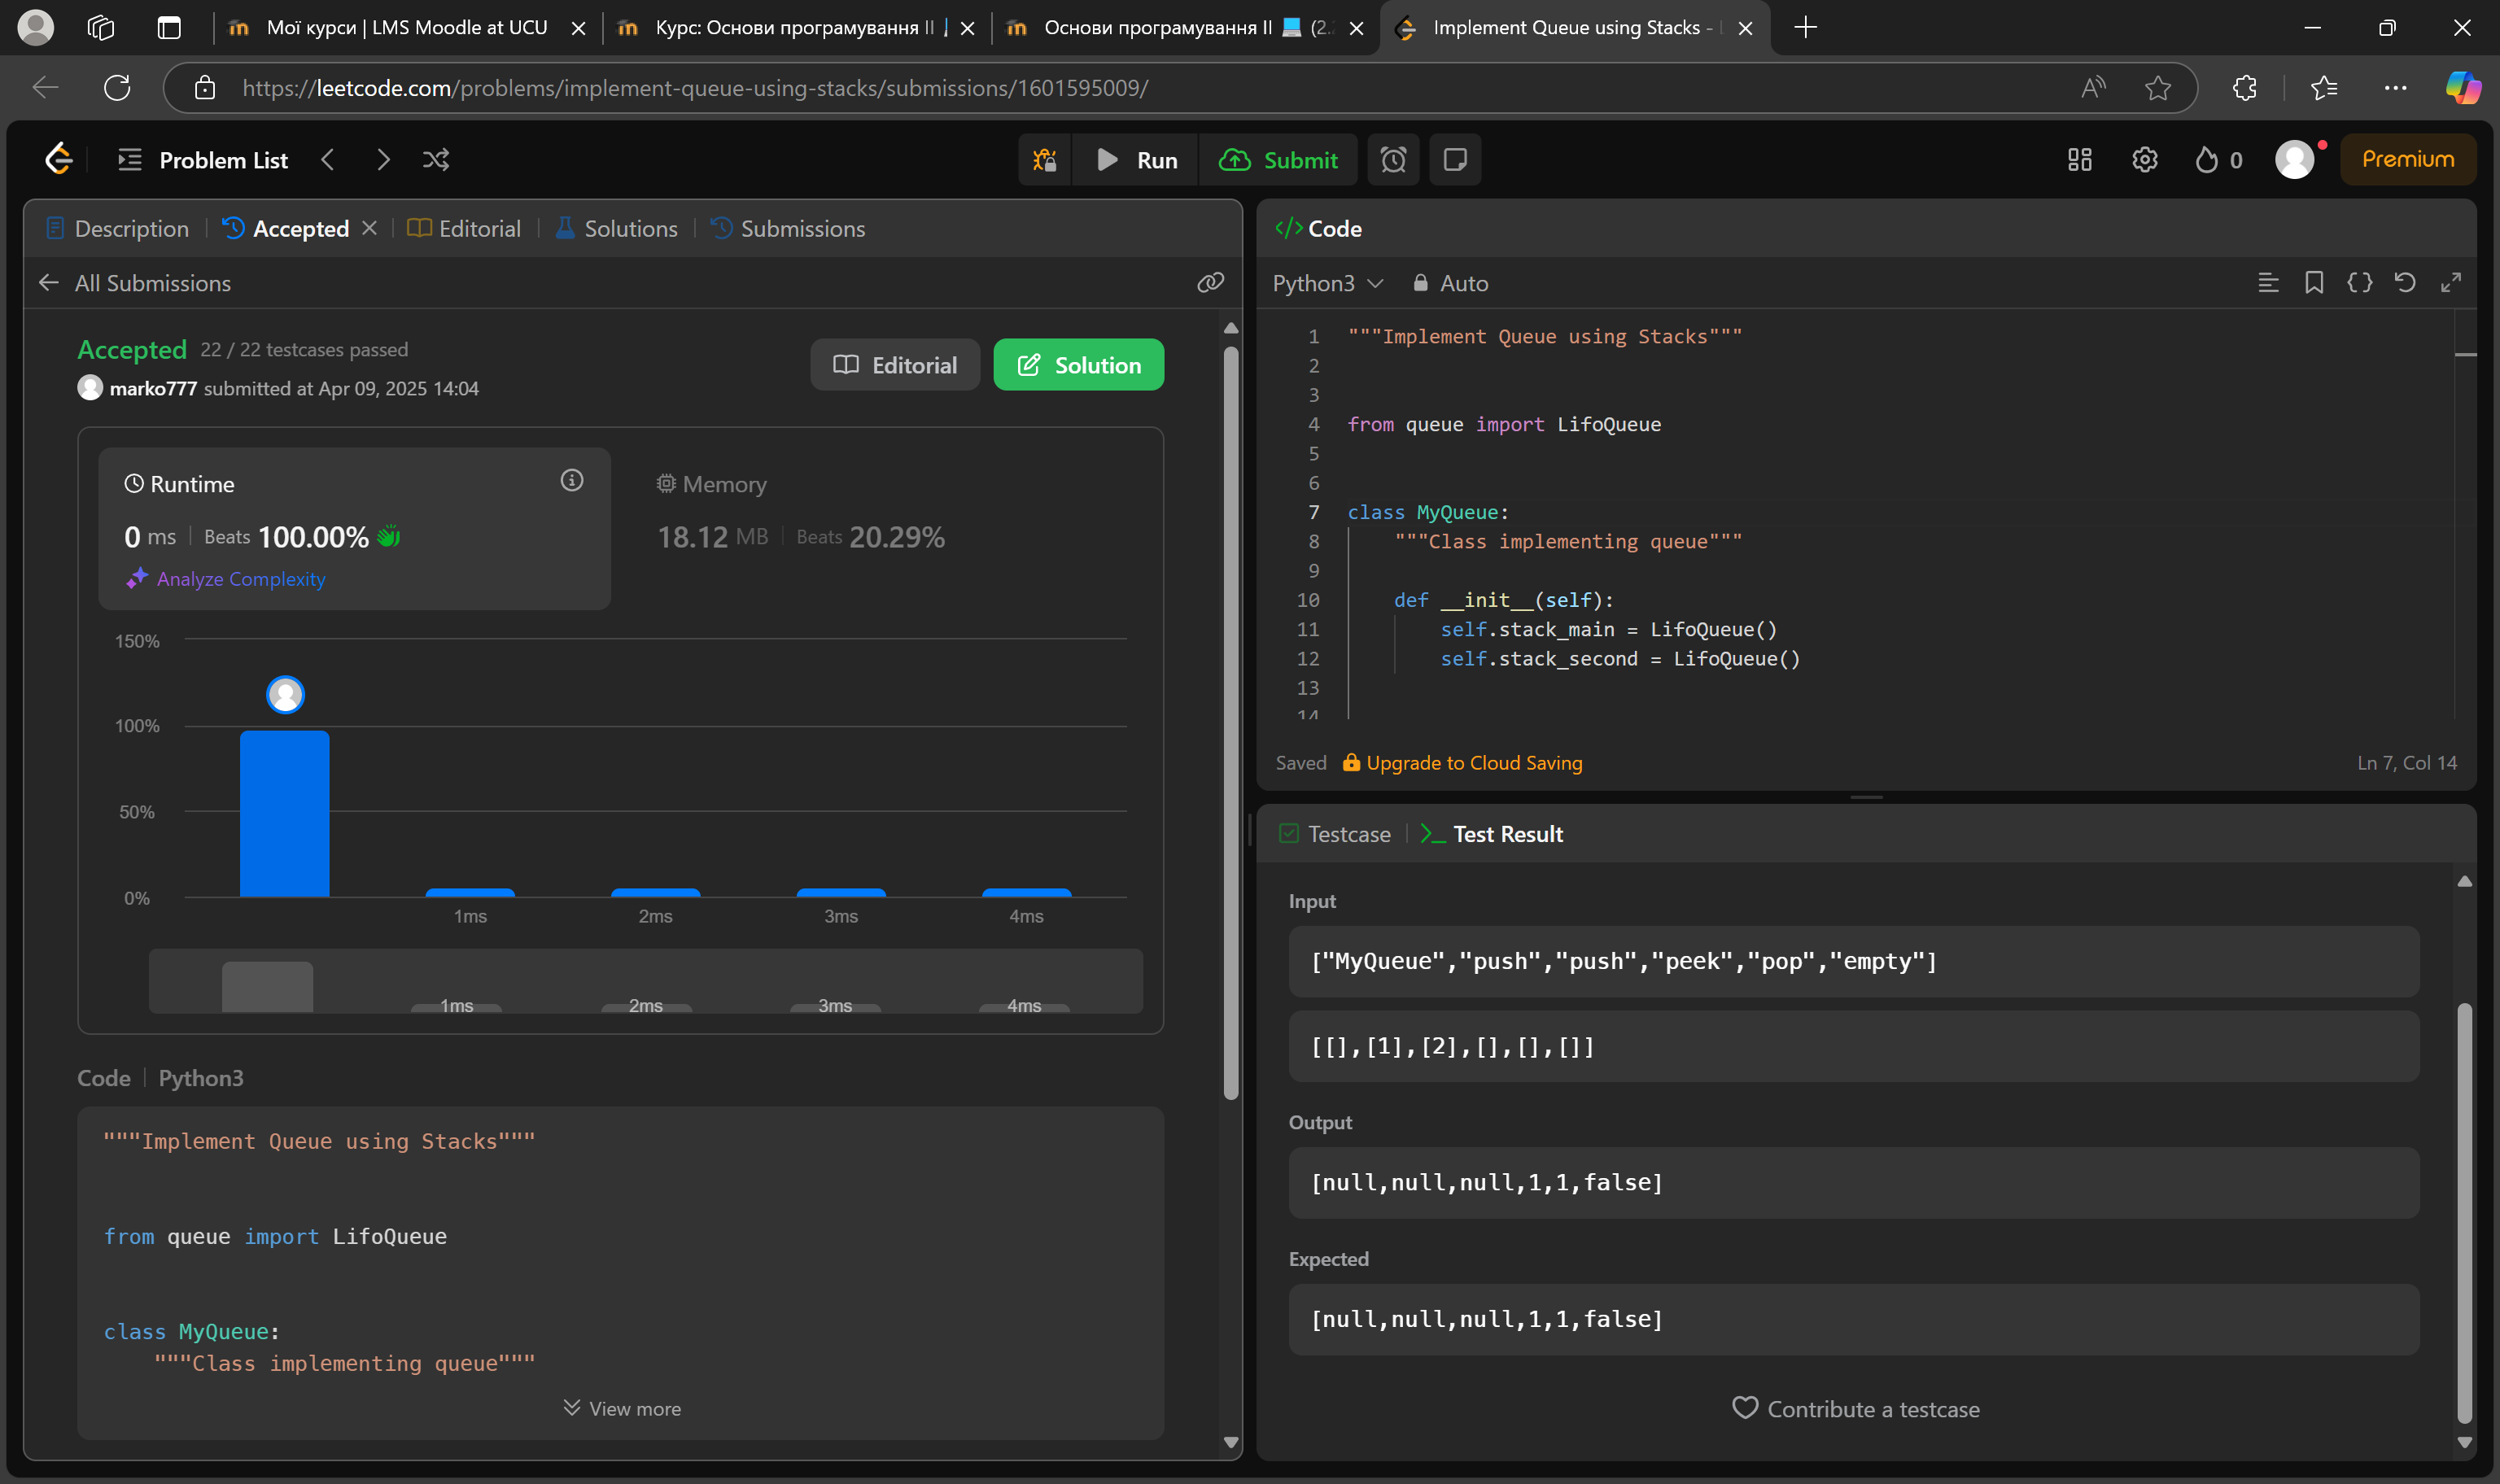 Мої курси | LMS Moodle at UCU
Курс: Основи програмування ІІ
Основи програмування ІІ 💻 (2.
Implement Queue using Stacks -
https://leetcode.com/problems/implement-queue-using-stacks/submissions/1601595009/
Problem List
Run
Submit
0
Premium
Description
Accepted
Editorial
Solutions
Submissions
All Submissions
Accepted 22 / 22 testcases passed
marko777 submitted at Apr 09, 2025 14:04
Editorial
Solution
Runtime
0 ms | Beats 100.00%
Analyze Complexity
Memory
18.12 MB | Beats 20.29%
150%
100%
50%
0%
1ms 2ms 3ms 4ms
1ms 2ms 3ms 4ms
Code | Python3
"""Implement Queue using Stacks"""
from queue import LifoQueue
class MyQueue:
"""Class implementing queue"""
View more
</> Code
Python3 Auto
1 """Implement Queue using Stacks"""
2
3
4 from queue import LifoQueue
5
6
7 class MyQueue:
8 """Class implementing queue"""
9
10 def __init__(self):
11 self.stack_main = LifoQueue()
12 self.stack_second = LifoQueue()
13
14
Saved Upgrade to Cloud Saving
Ln 7, Col 14
Testcase
Test Result
Input
["MyQueue","push","push","peek","pop","empty"]
[[],[1],[2],[],[],[]]
Output
[null,null,null,1,1,false]
Expected
[null,null,null,1,1,false]
Contribute a testcase